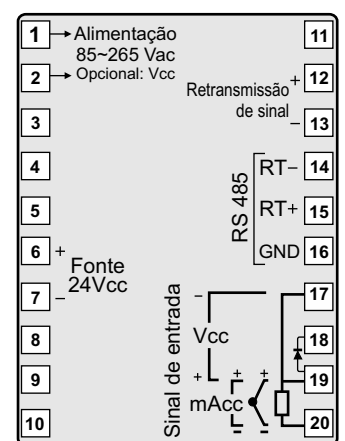 1 Alimentação
85~265 Vac
2 Opcional: Vcc
3
4
5
6 +
Fonte
24Vcc
7 −
8
9
10
11
Retransmissão + 12
de sinal − 13
RS 485
RT− 14
RT+ 15
GND 16
Sinal de entrada
− 17
Vcc
18
+ + + 19
mAcc
− − 20